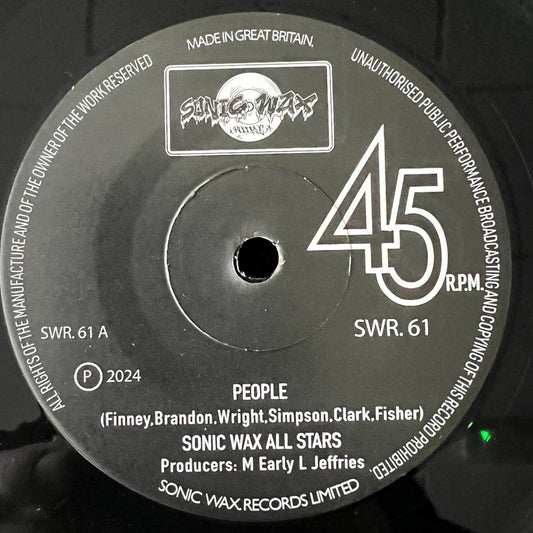 MADE IN GREAT BRITAIN.
UNAUTHORISED PUBLIC PERFORMANCE BROADCASTING AND COPYING OF THIS RECORD PROHIBITED.
ALL RIGHTS OF THE MANUFACTURE AND OF THE OWNER OF THE WORK RESERVED
SONIC WAX
45
R.P.M.
SWR. 61
SWR. 61 A
P 2024
PEOPLE
(Finney,Brandon,Wright,Simpson,Clark,Fisher)
SONIC WAX ALL STARS
Producers: M Early L Jeffries
SONIC WAX RECORDS LIMITED